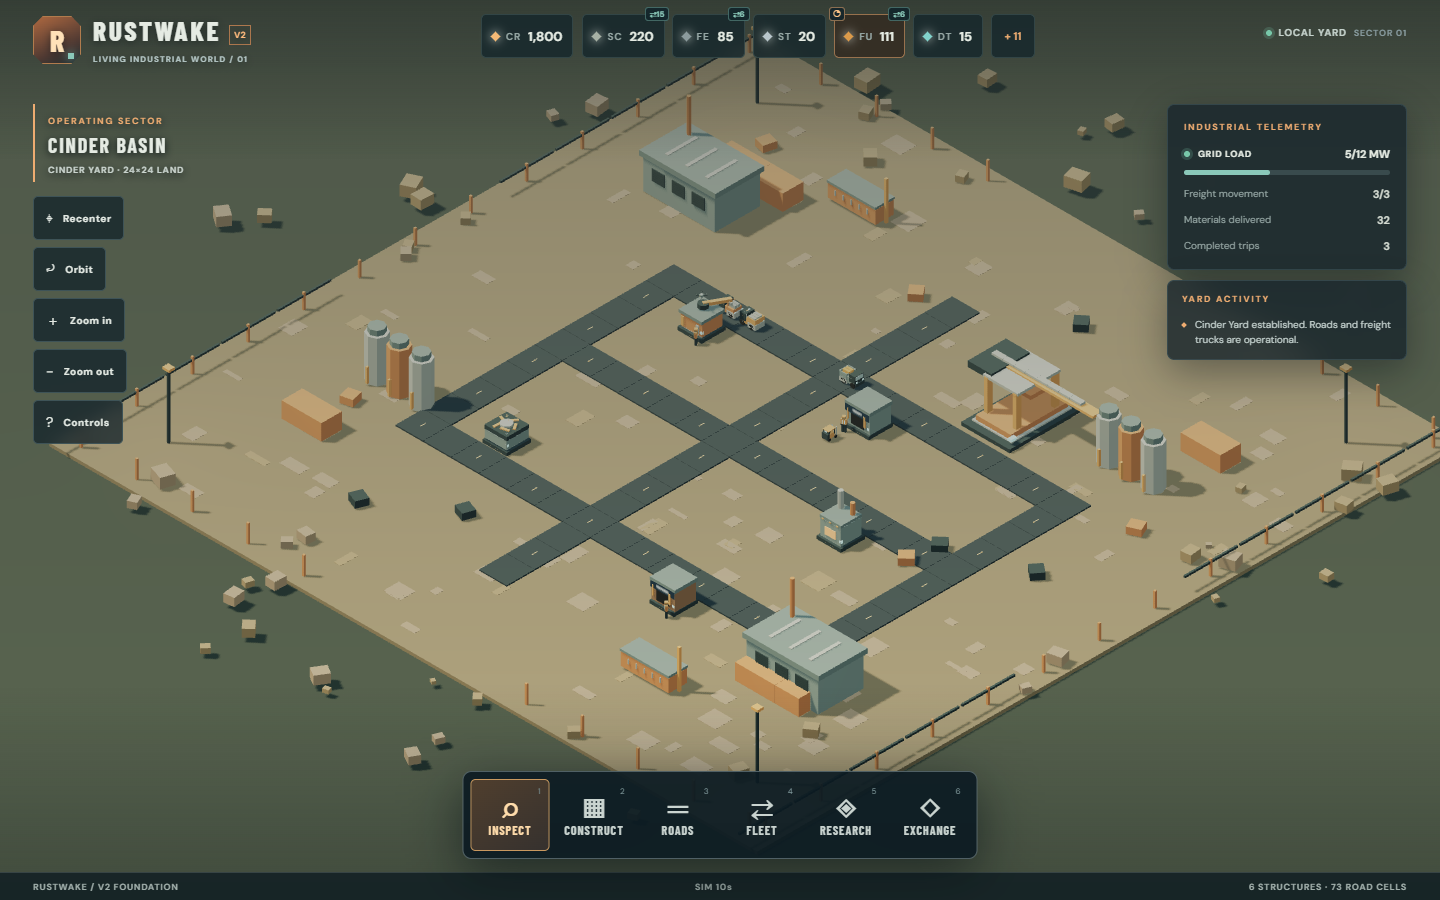 R
RUSTWAKE V2
LIVING INDUSTRIAL WORLD / 01
CR 1,800
SC 220
⇄15
FE 85
⇄6
ST 20
FU 111
⇄6
DT 15
+11
LOCAL YARD SECTOR 01
OPERATING SECTOR
CINDER BASIN
CINDER YARD · 24×24 LAND
Recenter
Orbit
+ Zoom in
− Zoom out
? Controls
INDUSTRIAL TELEMETRY
GRID LOAD 5/12 MW
Freight movement 3/3
Materials delivered 32
Completed trips 3
YARD ACTIVITY
Cinder Yard established. Roads and freight
trucks are operational.
1
INSPECT
2
CONSTRUCT
3
ROADS
4
FLEET
5
RESEARCH
6
EXCHANGE
RUSTWAKE / V2 FOUNDATION
SIM 10s
6 STRUCTURES · 73 ROAD CELLS